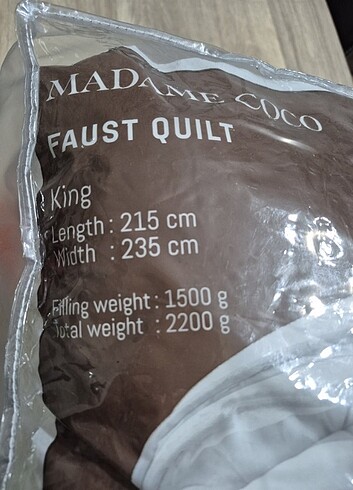 MADAME COCO
FAUST QUILT
King
Length : 215 cm
Width : 235 cm
Filling weight : 1500 g
Total weight : 2200 g